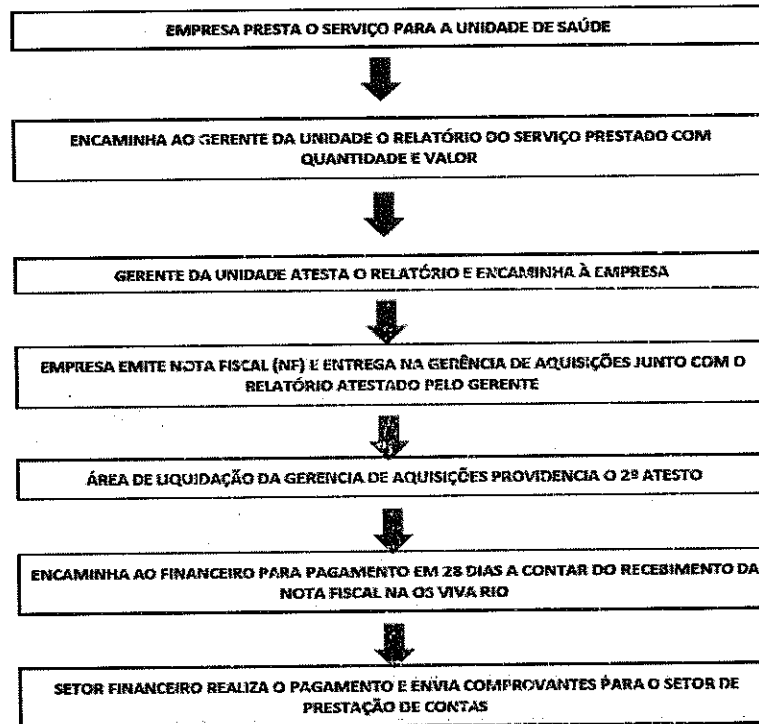 EMPRESA PRESTA O SERVIÇO PARA A UNIDADE DE SAÚDE
ENCAMINHA AO GERENTE DA UNIDADE O RELATÓRIO DO SERVIÇO PRESTADO COM
QUANTIDADE E VALOR
GERENTE DA UNIDADE ATESTA O RELATÓRIO E ENCAMINHA À EMPRESA
EMPRESA EMITE NOTA FISCAL (NF) E ENTREGA NA GERÊNCIA DE AQUISIÇÕES JUNTO COM O
RELATÓRIO ATESTADO PELO GERENTE
ÁREA DE LIQUIDAÇÃO DA GERENCIA DE AQUISIÇÕES PROVIDENCIA O 2º ATESTO
ENCAMINHA AO FINANCEIRO PARA PAGAMENTO EM 28 DIAS A CONTAR DO RECEBIMENTO DA
NOTA FISCAL NA OS VIVA RIO
SETOR FINANCEIRO REALIZA O PAGAMENTO E ENVIA COMPROVANTES PARA O SETOR DE
PRESTAÇÃO DE CONTAS